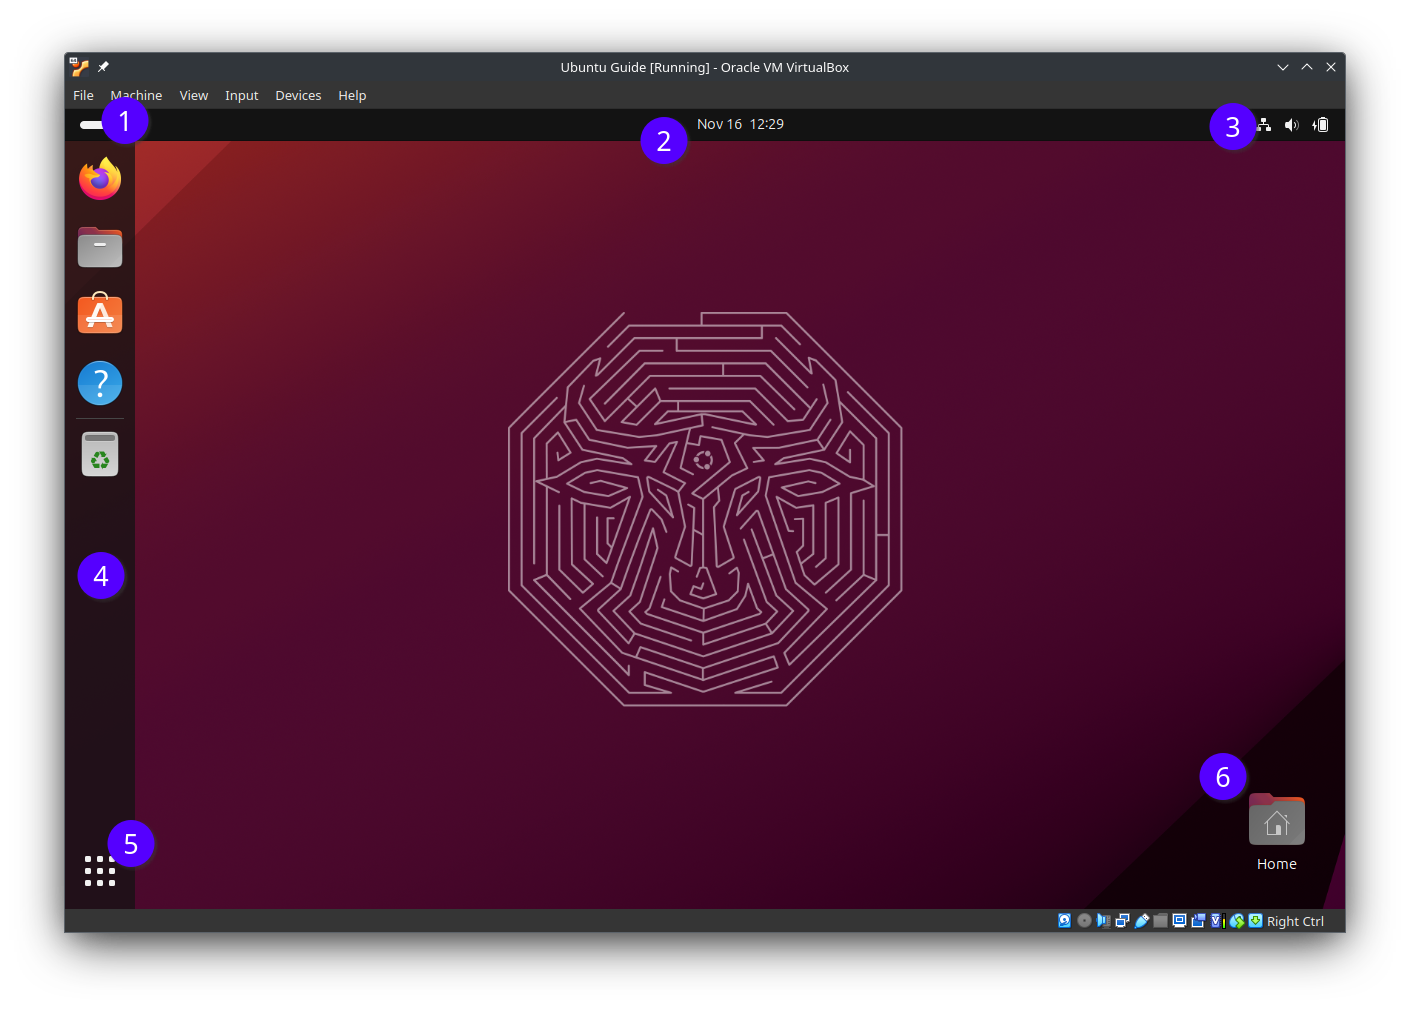 Ubuntu Guide [Running] - Oracle VM VirtualBox
File Machine View Input Devices Help
1
2
Nov 16 12:29
3
?
4
5
6
Home
Right Ctrl